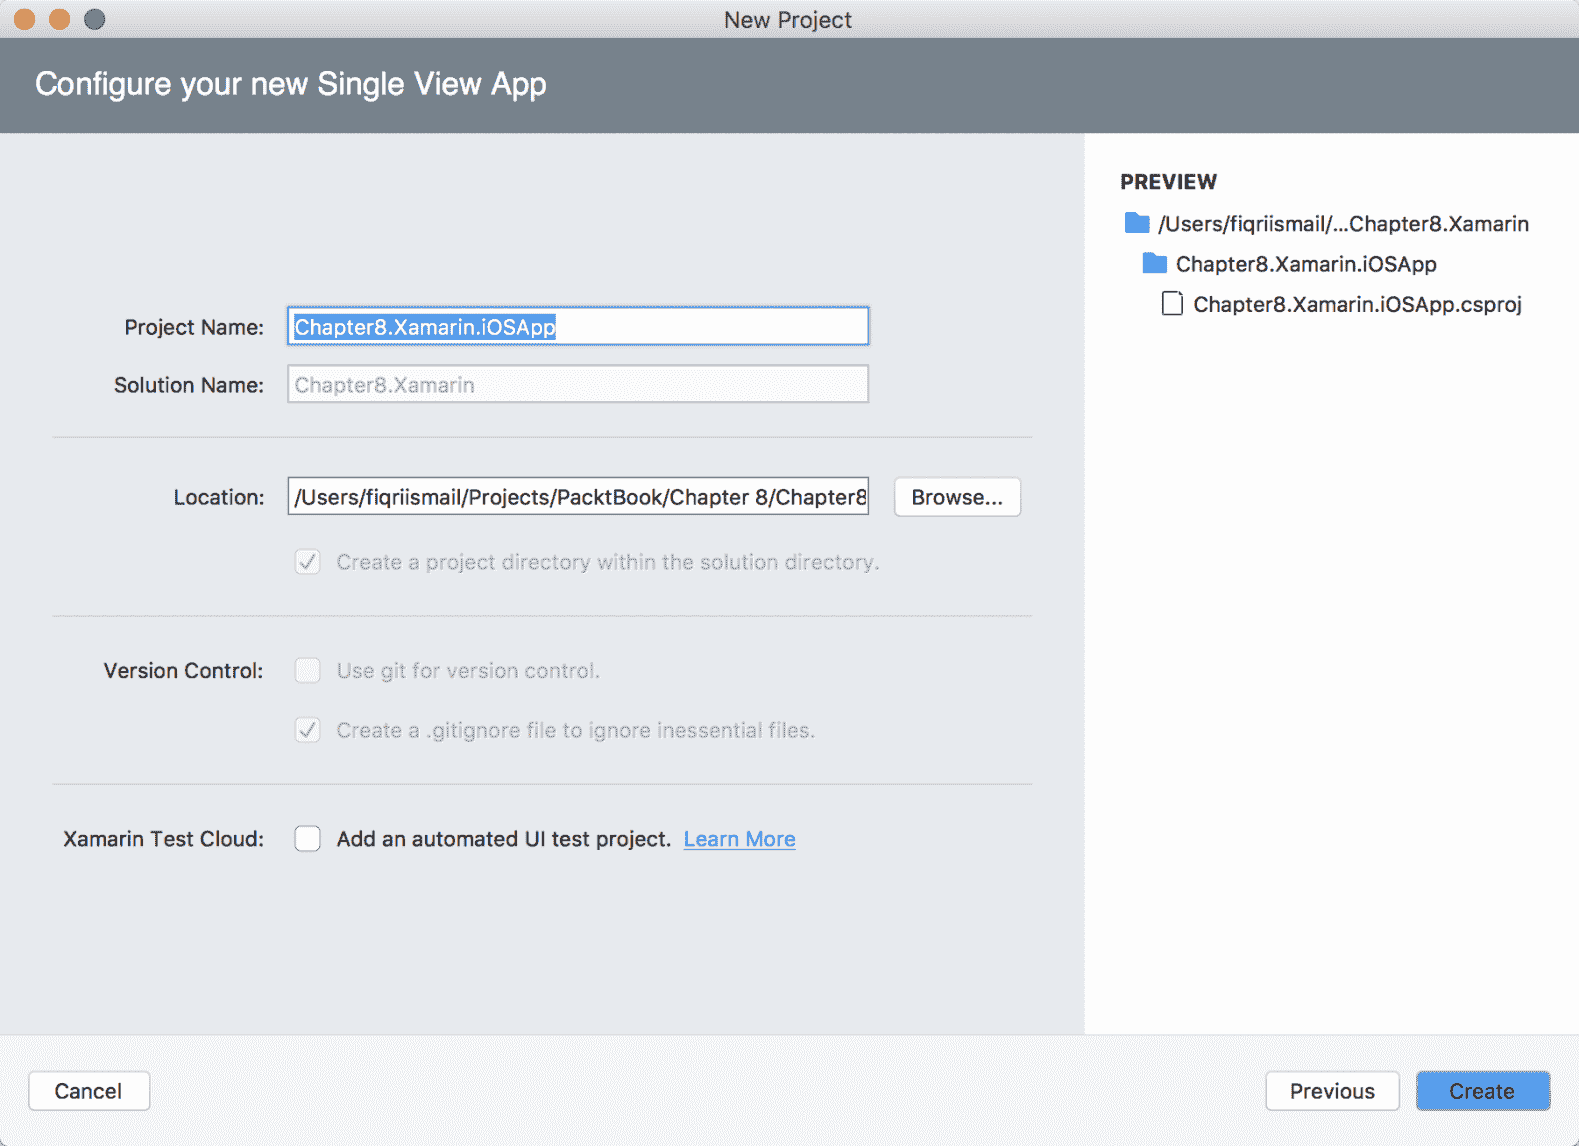 New Project
Configure your new Single View App
PREVIEW
/Users/fiqriismail/...Chapter8.Xamarin
Chapter8.Xamarin.iOSApp
Chapter8.Xamarin.iOSApp.csproj
Project Name: Chapter8.Xamarin.iOSApp
Solution Name: Chapter8.Xamarin
Location: /Users/fiqriismail/Projects/PacktBook/Chapter 8/Chapter8 Browse...
Create a project directory within the solution directory.
Version Control: Use git for version control.
Create a .gitignore file to ignore inessential files.
Xamarin Test Cloud: Add an automated UI test project. Learn More
Cancel Previous Create